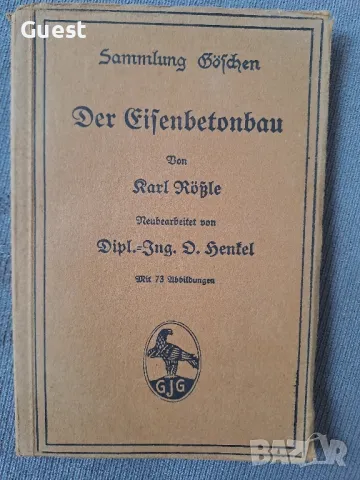 Guest
Sammlung Göschen
Der Eisenbetonbau
Von
Karl Rößle
Neubearbeitet von
Dipl.-Ing. O. Henkel
Mit 73 Abbildungen
GJG
BAZAR